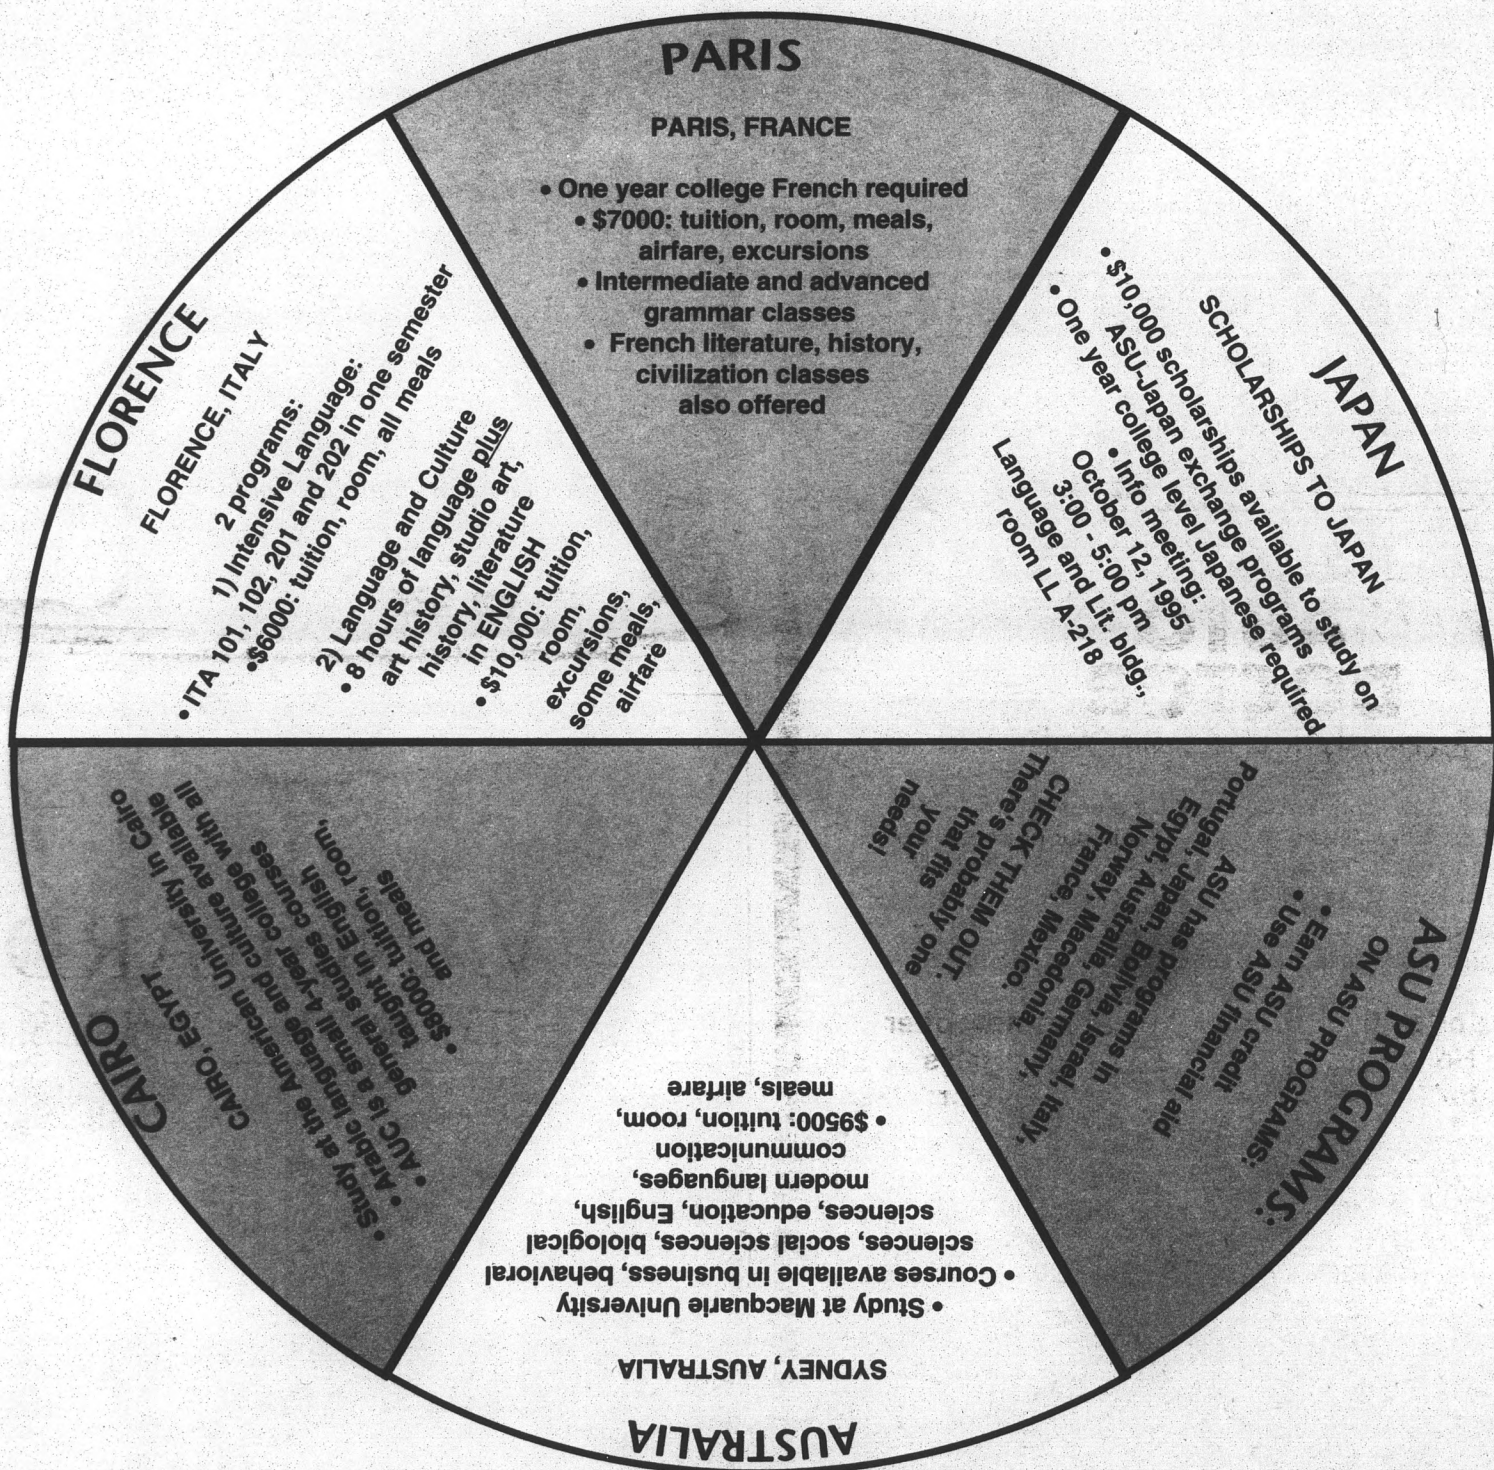 PARIS
PARIS, FRANCE
• One year college French required
• $7000: tuition, room, meals,
airfare, excursions
• Intermediate and advanced
grammar classes
• French literature, history,
civilization classes
also offered
JAPAN
SCHOLARSHIPS TO JAPAN
• $10,000 scholarships available to study on
ASU-Japan exchange programs
• One year college level Japanese required
• Info meeting:
October 12, 1995
3:00 - 5:00 pm
Language and Lit. bldg.,
room LL A-218
ASU PROGRAMS:
ON ASU PROGRAMS:
• Earn ASU credit
• Use ASU financial aid
ASU has programs in
Portugal, Japan, Bolivia, Israel, Italy,
Egypt, Australia, Germany,
Norway, Macedonia,
France, Mexico.
CHECK THEM OUT.
There's probably one
that fits
your
needs!
AUSTRALIA
SYDNEY, AUSTRALIA
• Study at Macquarie University
• Courses available in business, behavioral
sciences, social sciences, biological
sciences, education, English,
modern languages,
communication
• $9500: tuition, room,
meals, airfare
CAIRO
CAIRO, EGYPT
• Study at the American University in Cairo
• Arabic language and culture available
• AUC is a small 4-year college with all
general studies courses
taught in English
• $8000: tuition, room,
and meals
FLORENCE
FLORENCE, ITALY
2 programs:
1) Intensive Language:
• ITA 101, 102, 201 and 202 in one semester
• $6000: tuition, room, all meals
2) Language and Culture
• 8 hours of language plus
art history, studio art,
history, literature
in ENGLISH
• $10,000: tuition,
room,
excursions,
some meals,
airfare